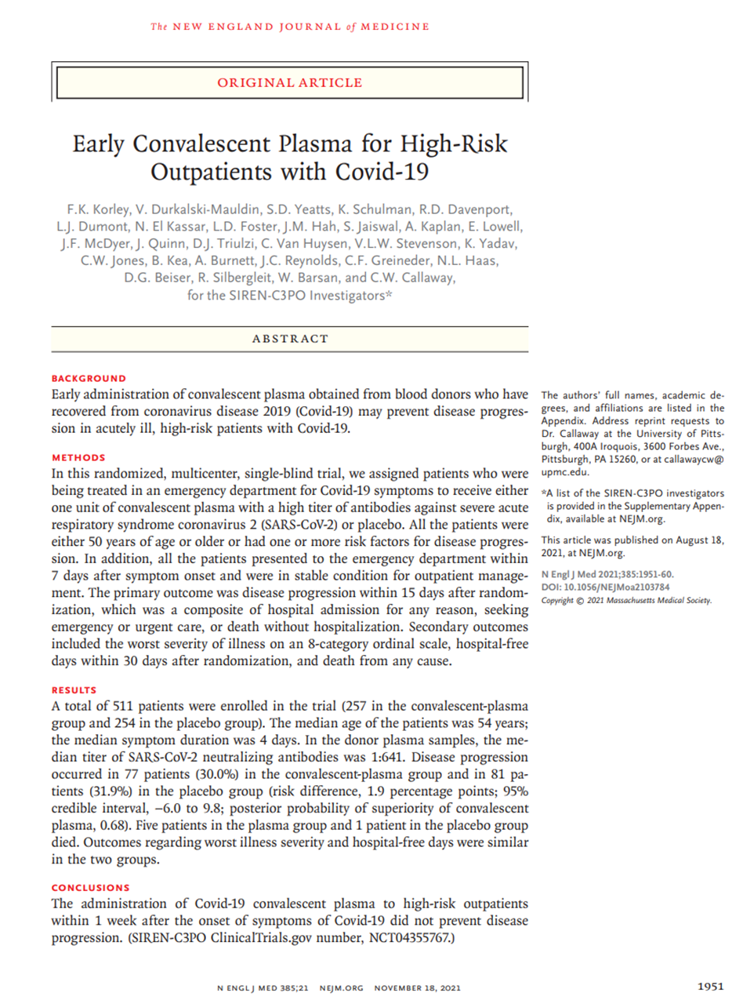 The NEW ENGLAND JOURNAL of MEDICINE
ORIGINAL ARTICLE
Early Convalescent Plasma for High-Risk
Outpatients with Covid-19
F.K. Korley, V. Durkalski-Mauldin, S.D. Yeatts, K. Schulman, R.D. Davenport,
L.J. Dumont, N. El Kassar, L.D. Foster, J.M. Hah, S. Jaiswal, A. Kaplan, E. Lowell,
J.F. McDyer, J. Quinn, D.J. Triulzi, C. Van Huysen, V.L.W. Stevenson, K. Yadav,
C.W. Jones, B. Kea, A. Burnett, J.C. Reynolds, C.F. Greineder, N.L. Haas,
D.G. Beiser, R. Silbergleit, W. Barsan, and C.W. Callaway,
for the SIREN-C3PO Investigators*
ABSTRACT
BACKGROUND
Early administration of convalescent plasma obtained from blood donors who have
recovered from coronavirus disease 2019 (Covid-19) may prevent disease progres-
sion in acutely ill, high-risk patients with Covid-19.
METHODS
In this randomized, multicenter, single-blind trial, we assigned patients who were
being treated in an emergency department for Covid-19 symptoms to receive either
one unit of convalescent plasma with a high titer of antibodies against severe acute
respiratory syndrome coronavirus 2 (SARS-CoV-2) or placebo. All the patients were
either 50 years of age or older or had one or more risk factors for disease progres-
sion. In addition, all the patients presented to the emergency department within
7 days after symptom onset and were in stable condition for outpatient manage-
ment. The primary outcome was disease progression within 15 days after random-
ization, which was a composite of hospital admission for any reason, seeking
emergency or urgent care, or death without hospitalization. Secondary outcomes
included the worst severity of illness on an 8-category ordinal scale, hospital-free
days within 30 days after randomization, and death from any cause.
RESULTS
A total of 511 patients were enrolled in the trial (257 in the convalescent-plasma
group and 254 in the placebo group). The median age of the patients was 54 years;
the median symptom duration was 4 days. In the donor plasma samples, the me-
dian titer of SARS-CoV-2 neutralizing antibodies was 1:641. Disease progression
occurred in 77 patients (30.0%) in the convalescent-plasma group and in 81 pa-
tients (31.9%) in the placebo group (risk difference, 1.9 percentage points; 95%
credible interval, −6.0 to 9.8; posterior probability of superiority of convalescent
plasma, 0.68). Five patients in the plasma group and 1 patient in the placebo group
died. Outcomes regarding worst illness severity and hospital-free days were similar
in the two groups.
CONCLUSIONS
The administration of Covid-19 convalescent plasma to high-risk outpatients
within 1 week after the onset of symptoms of Covid-19 did not prevent disease
progression. (SIREN-C3PO ClinicalTrials.gov number, NCT04355767.)
The authors' full names, academic de-
grees, and affiliations are listed in the
Appendix. Address reprint requests to
Dr. Callaway at the University of Pitts-
burgh, 400A Iroquois, 3600 Forbes Ave.,
Pittsburgh, PA 15260, or at callawaycw@
upmc.edu.
*A list of the SIREN-C3PO investigators
is provided in the Supplementary Appen-
dix, available at NEJM.org.
This article was published on August 18,
2021, at NEJM.org.
N Engl J Med 2021;385:1951-60.
DOI: 10.1056/NEJMoa2103784
Copyright © 2021 Massachusetts Medical Society.
N ENGL J MED 385;21 NEJM.ORG NOVEMBER 18, 2021
1951